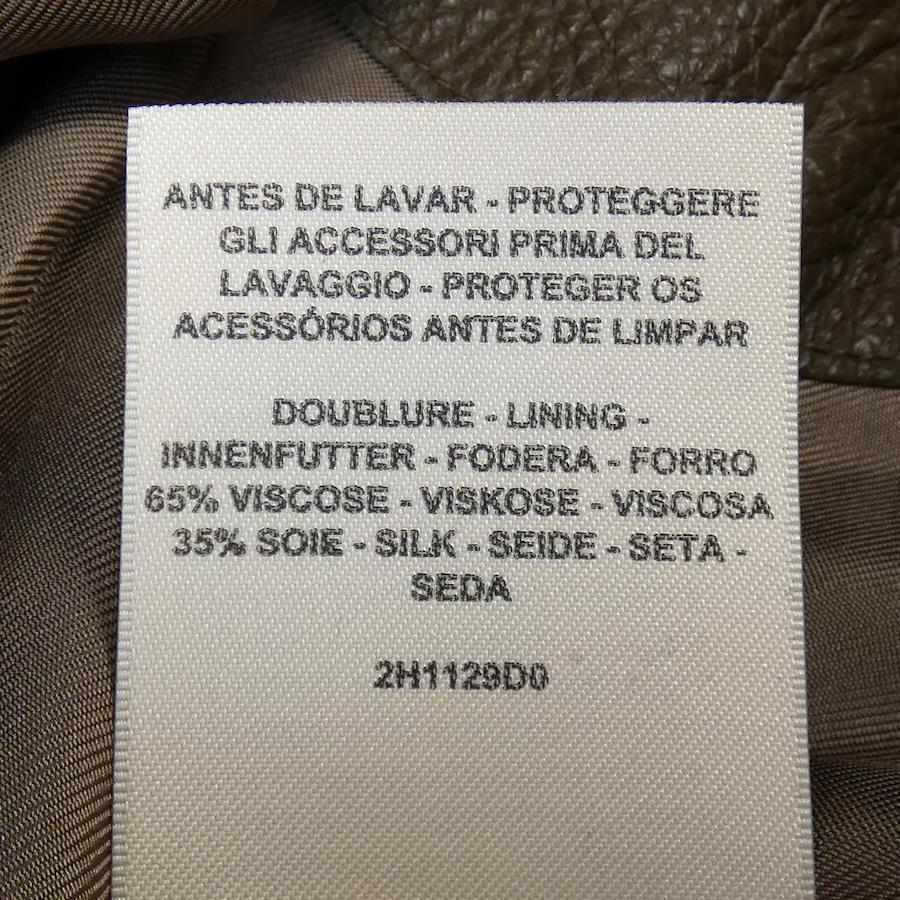 ANTES DE LAVAR - PROTEGGERE
GLI ACCESSORI PRIMA DEL
LAVAGGIO - PROTEGER OS
ACESSÓRIOS ANTES DE LIMPAR
DOUBLURE - LINING -
INNENFUTTER - FODERA - FORRO
65% VISCOSE - VISKOSE - VISCOSA
35% SOIE - SILK - SEIDE - SETA -
SEDA
2H1129D0